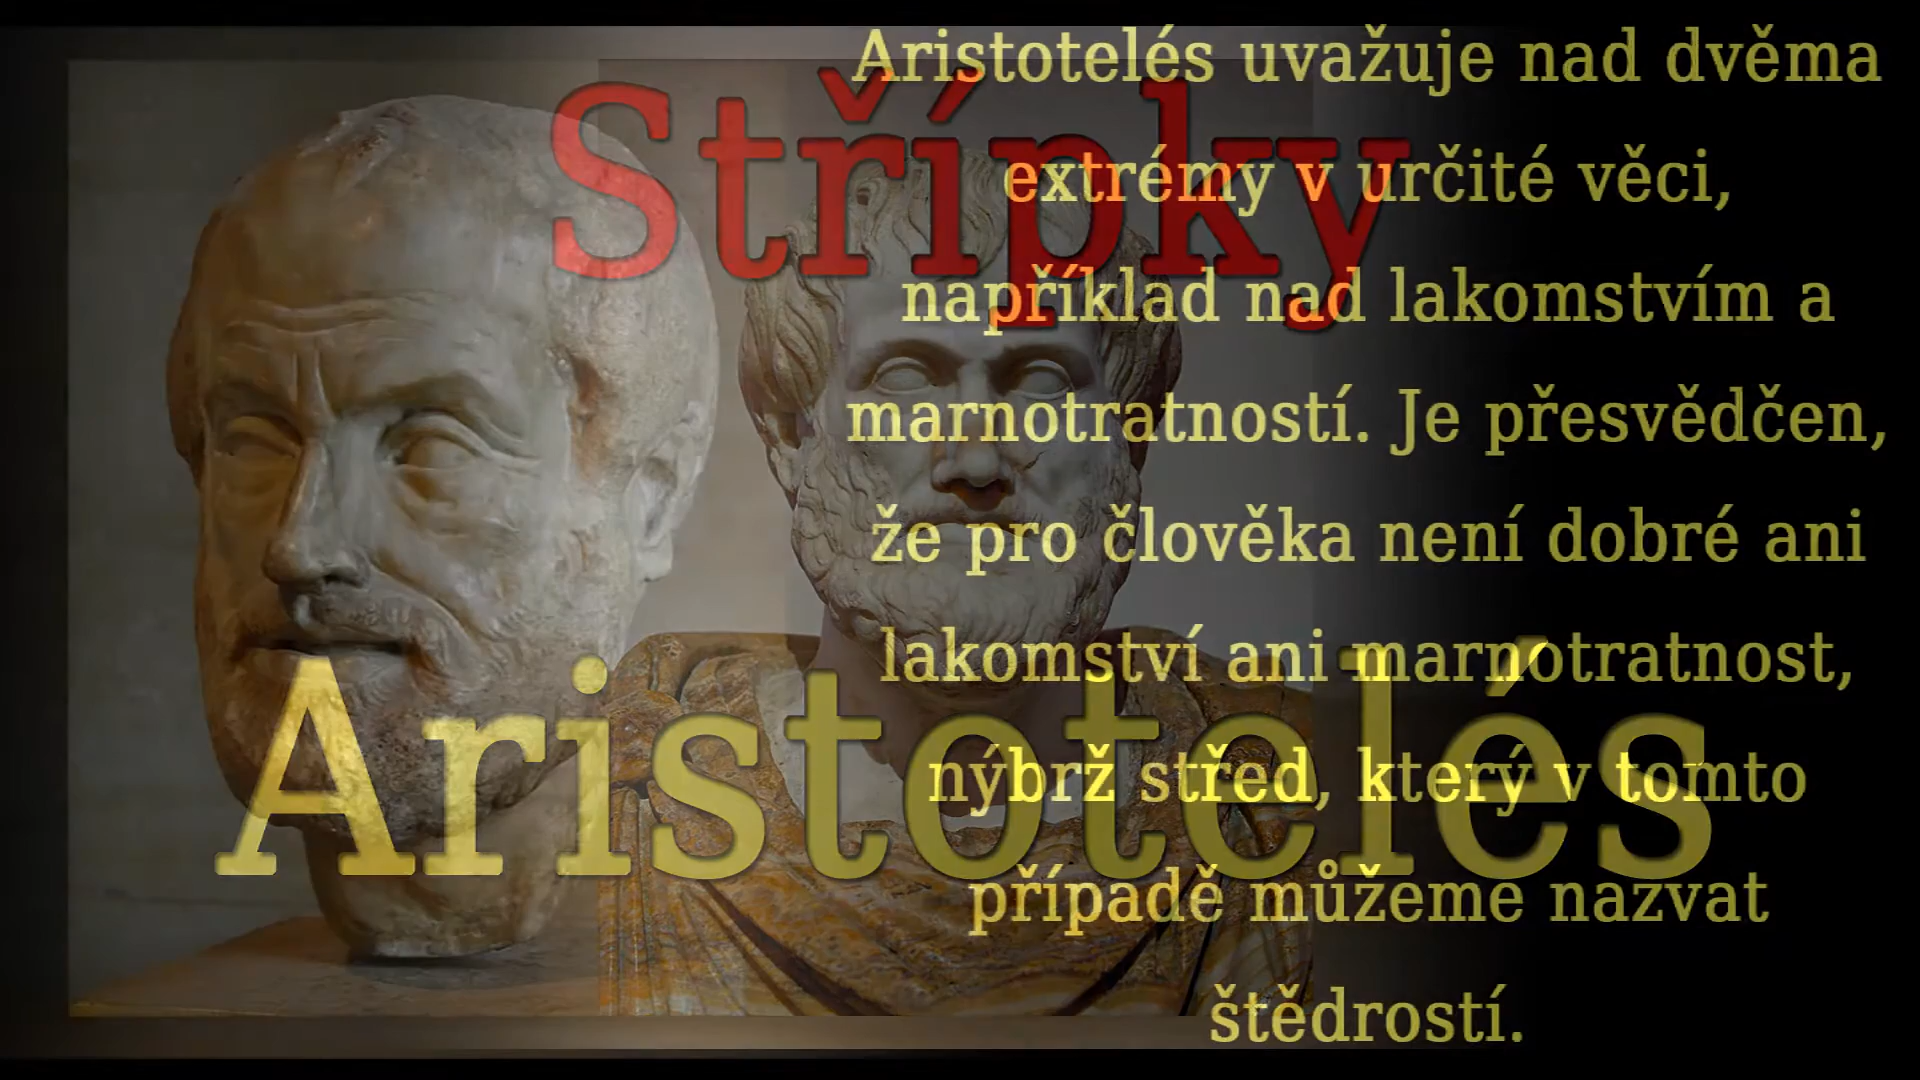 Střípky
Aristotelés
Aristotelés uvažuje nad dvěma
extrémy v určité věci,
například nad lakomstvím a
marnotratností. Je přesvědčen,
že pro člověka není dobré ani
lakomství ani marnotratnost,
nýbrž střed, který v tomto
případě můžeme nazvat
štědrostí.